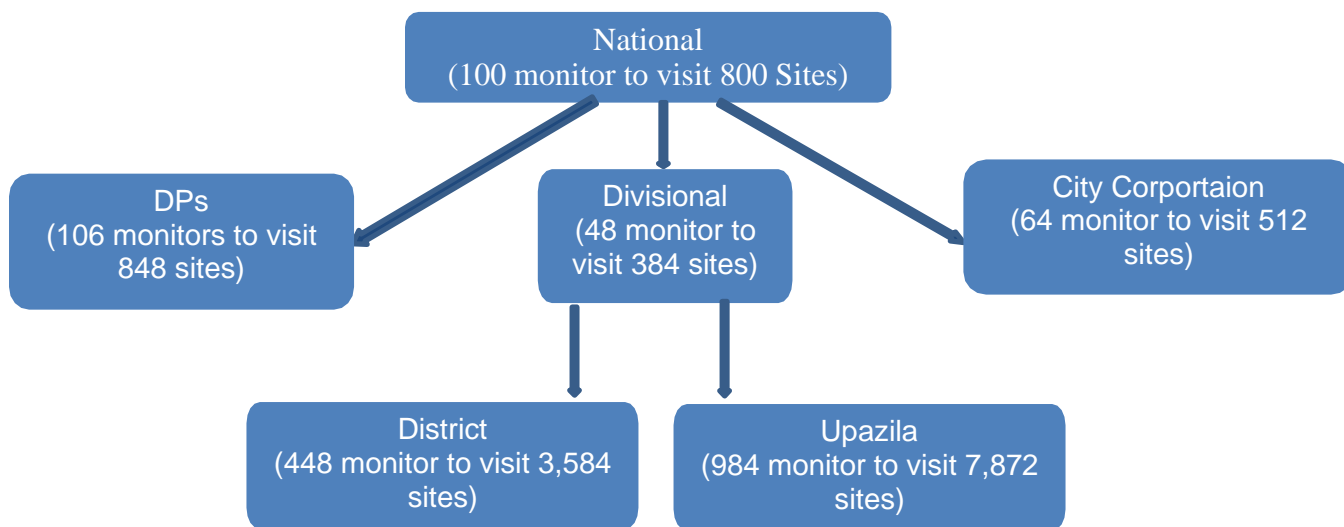 National
(100 monitor to visit 800 Sites)
DPs
(106 monitors to visit
848 sites)
Divisional
(48 monitor to
visit 384 sites)
City Corportaion
(64 monitor to visit 512
sites)
District
(448 monitor to visit 3,584
sites)
Upazila
(984 monitor to visit 7,872
sites)